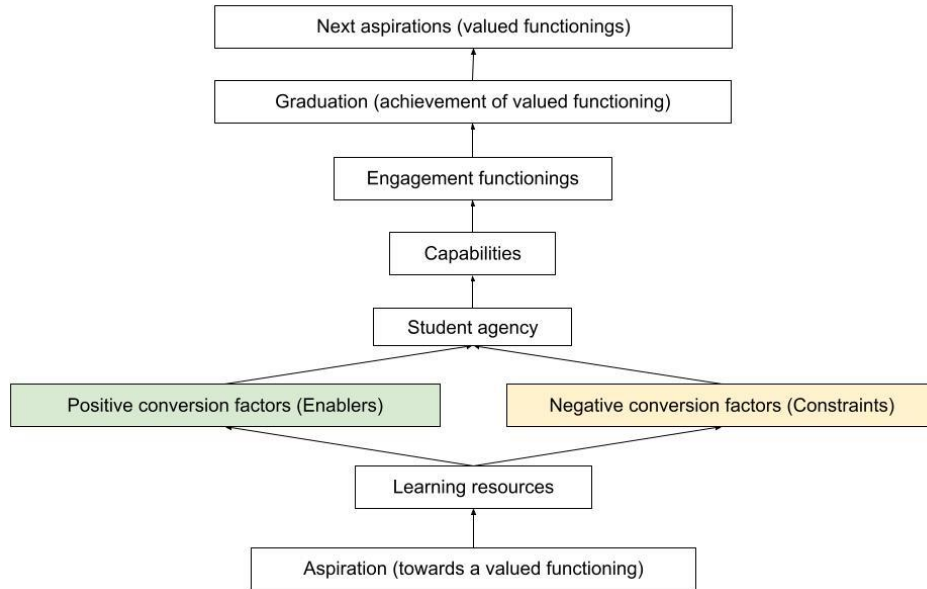 Next aspirations (valued functionings)
Graduation (achievement of valued functioning)
Engagement functionings
Capabilities
Student agency
Positive conversion factors (Enablers)
Negative conversion factors (Constraints)
Learning resources
Aspiration (towards a valued functioning)